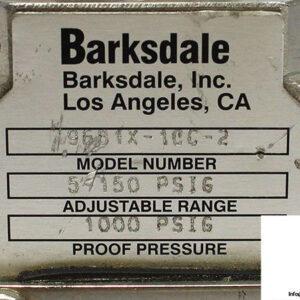 Barksdale
Barksdale, Inc.
Los Angeles, CA
MODEL NUMBER
5-150 PSIG
ADJUSTABLE RANGE
1000 PSIG
PROOF PRESSURE